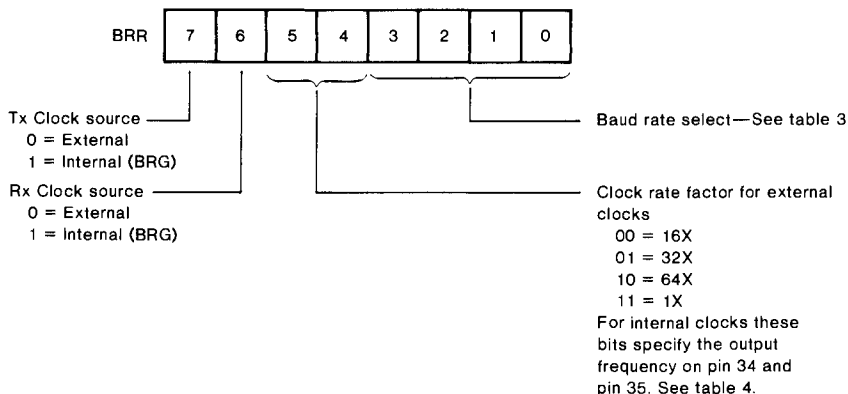 BRR 7 6 5 4 3 2 1 0
Tx Clock source
0 = External
1 = Internal (BRG)
Rx Clock source
0 = External
1 = Internal (BRG)
Baud rate select—See table 3
Clock rate factor for external
clocks
00 = 16X
01 = 32X
10 = 64X
11 = 1X
For internal clocks these
bits specify the output
frequency on pin 34 and
pin 35. See table 4.